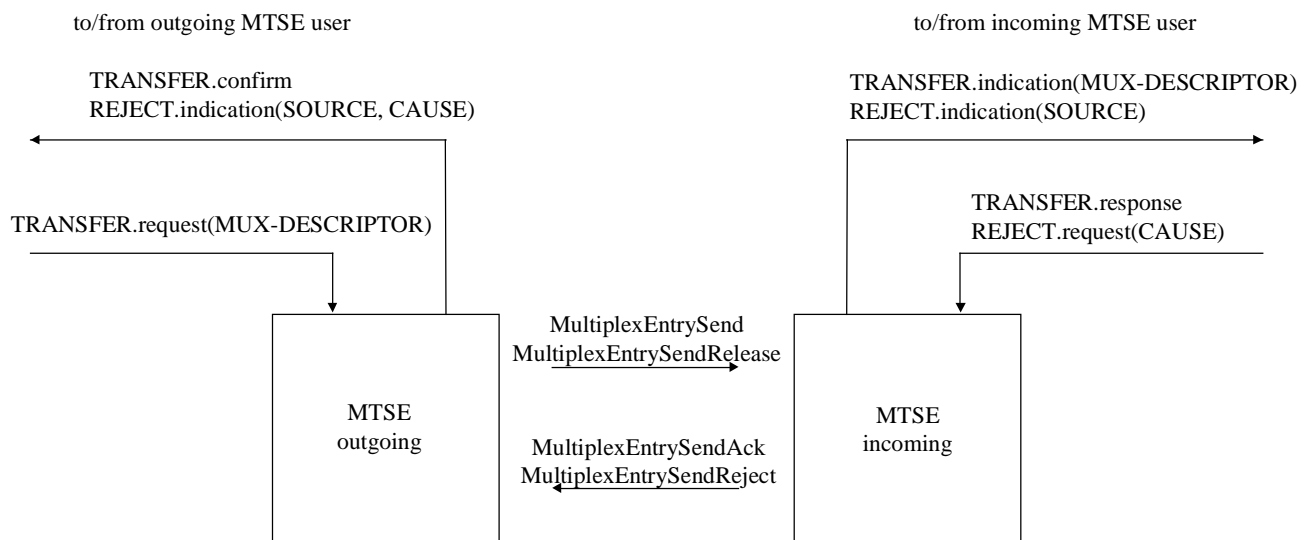 to/from outgoing MTSE user
to/from incoming MTSE user
TRANSFER.confirm
REJECT.indication(SOURCE, CAUSE)
TRANSFER.indication(MUX-DESCRIPTOR)
REJECT.indication(SOURCE)
TRANSFER.request(MUX-DESCRIPTOR)
TRANSFER.response
REJECT.request(CAUSE)
MultiplexEntrySend
MultiplexEntrySendRelease
MTSE
outgoing
MultiplexEntrySendAck
MultiplexEntrySendReject
MTSE
incoming